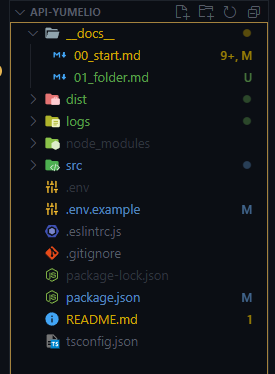 API-YUMELIO
__docs__
00_start.md 9+, M
01_folder.md U
dist
logs
node_modules
src
.env
.env.example M
.eslintrc.js
.gitignore
package-lock.json
package.json M
README.md 1
tsconfig.json